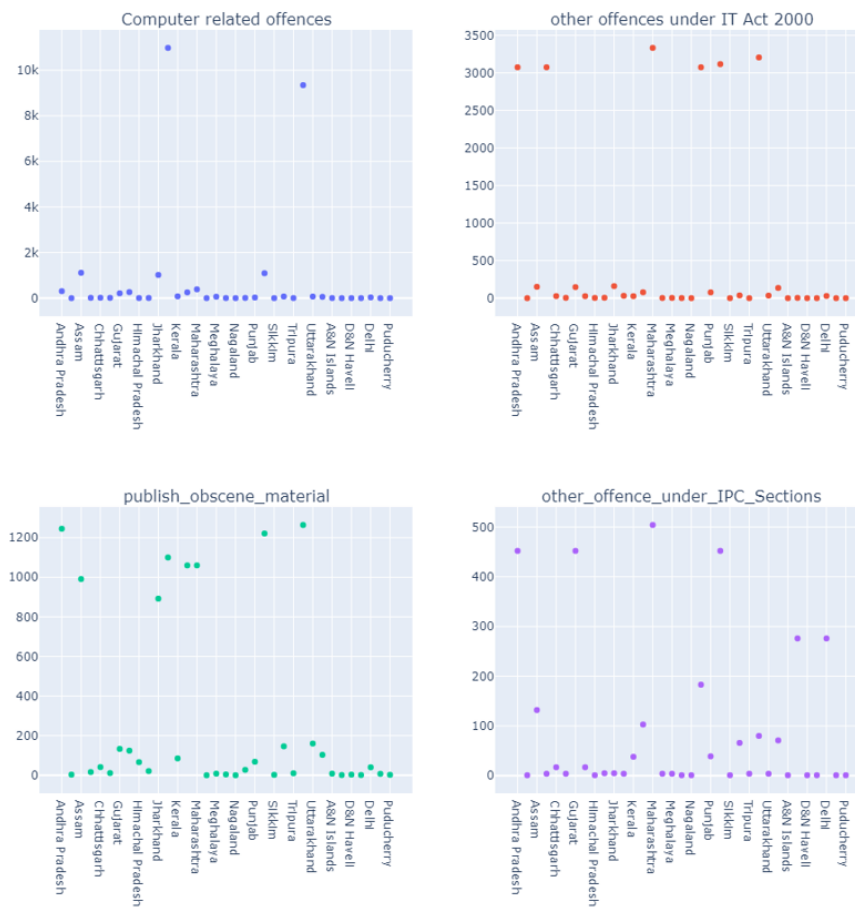 Computer related offences
10k
8k
6k
4k
2k
0
Andhra Pradesh
Assam
Chhattisgarh
Gujarat
Himachal Pradesh
Jharkhand
Kerala
Maharashtra
Meghalaya
Nagaland
Punjab
Sikkim
Tripura
Uttarakhand
A&N Islands
D&N Havell
Delhi
Puducherry
other offences under IT Act 2000
3500
3000
2500
2000
1500
1000
500
0
Andhra Pradesh
Assam
Chhattisgarh
Gujarat
Himachal Pradesh
Jharkhand
Kerala
Maharashtra
Meghalaya
Nagaland
Punjab
Sikkim
Tripura
Uttarakhand
A&N Islands
D&N Havell
Delhi
Puducherry
publish_obscene_material
1200
1000
800
600
400
200
0
Andhra Pradesh
Assam
Chhattisgarh
Gujarat
Himachal Pradesh
Jharkhand
Kerala
Maharashtra
Meghalaya
Nagaland
Punjab
Sikkim
Tripura
Uttarakhand
A&N Islands
D&N Havell
Delhi
Puducherry
other_offence_under_IPC_Sections
500
400
300
200
100
0
Andhra Pradesh
Assam
Chhattisgarh
Gujarat
Himachal Pradesh
Jharkhand
Kerala
Maharashtra
Meghalaya
Nagaland
Punjab
Sikkim
Tripura
Uttarakhand
A&N Islands
D&N Havell
Delhi
Puducherry